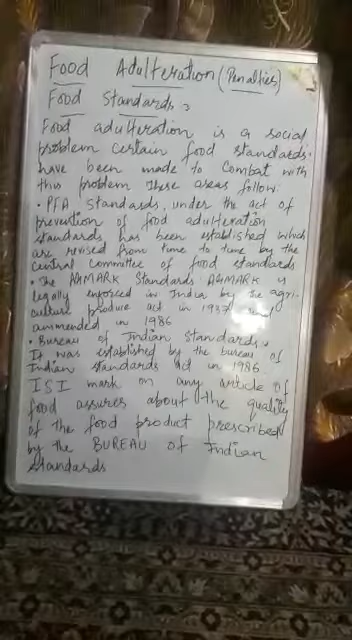 Food Adulteration (Penalties)
Food Standards :
Food adulteration is a social
problem certain food standards.
have been made to combat with
this problem these areas follow.
• PFA Standards, under the act of
prevention of food adulteration
standards has been established which
are revised from time to time by the
central committee of food standards
• The AGMARK Standards. AGMARK is
legally enforced in India by the agri-
culture produce act in 1937 and
ammended in 1986
• Bureau of Indian Standards.
It was established by the bureau of
Indian standards act in 1986.
ISI mark on any article of
food assures about the quality
of the food product prescribed
by the BUREAU of Indian
Standards